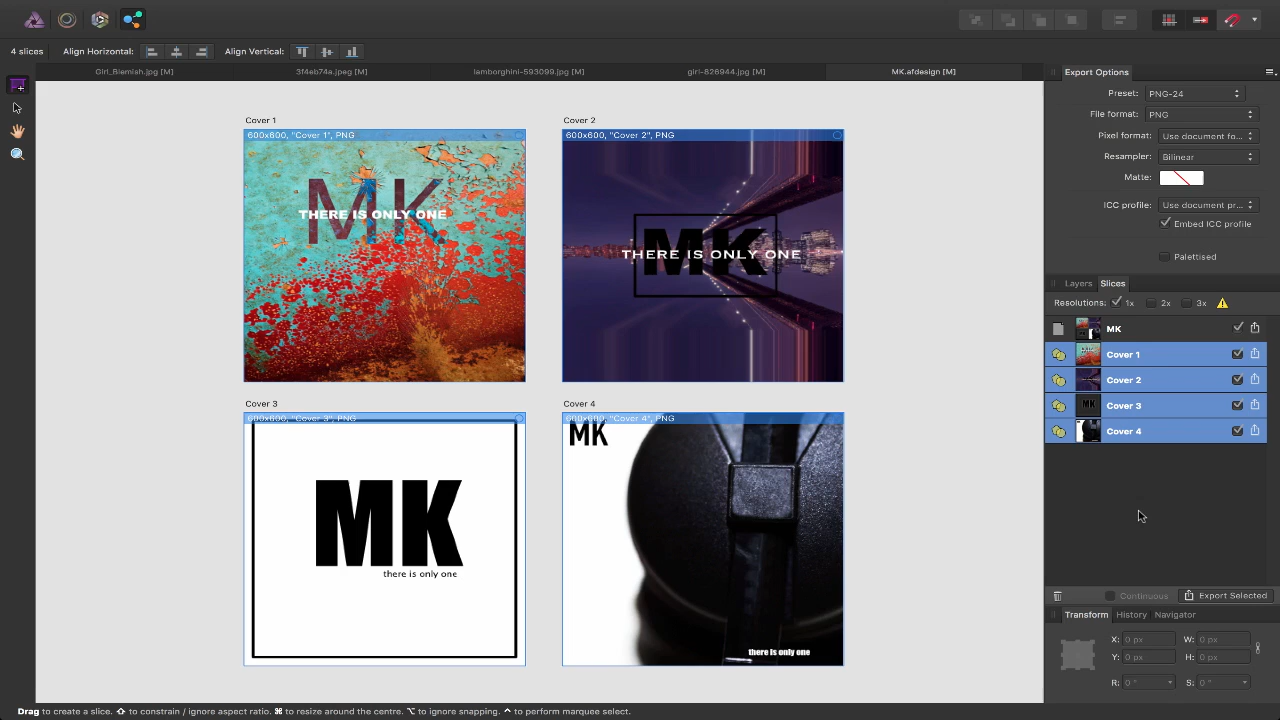 4 slices
Align Horizontal:
Align Vertical:
Girl_Blemish.jpg [M]
3f4eb74a.jpeg [M]
lamborghini-593099.jpg [M]
girl-826944.jpg [M]
MK.afdesign [M]
Cover 1
600x600, "Cover 1", PNG
MK
THERE IS ONLY ONE
Cover 2
600x600, "Cover 2", PNG
MK
THERE IS ONLY ONE
Cover 3
600x600, "Cover 3", PNG
MK
there is only one
Cover 4
600x600, "Cover 4", PNG
MK
there is only one
Export Options
Preset: PNG-24
File format: PNG
Pixel format: Use document fo...
Resampler: Bilinear
Matte:
ICC profile: Use document pr...
Embed ICC profile
Palettised
Layers Slices
Resolutions: 1x 2x 3x
MK
Cover 1
Cover 2
Cover 3
Cover 4
Continuous Export Selected
Transform History Navigator
X: 0 px W: 0 px
Y: 0 px H: 0 px
R: 0 ° S: 0 °
Drag to create a slice. ⇧ to constrain / ignore aspect ratio. ⌘ to resize around the centre. ⌥ to ignore snapping. ^ to perform marquee select.